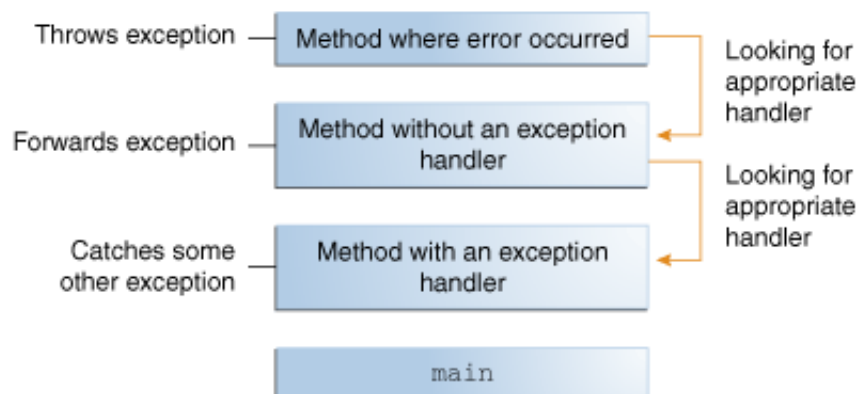 Throws exception
Method where error occurred
Looking for
appropriate
handler
Forwards exception
Method without an exception
handler
Looking for
appropriate
handler
Catches some
other exception
Method with an exception
handler
main